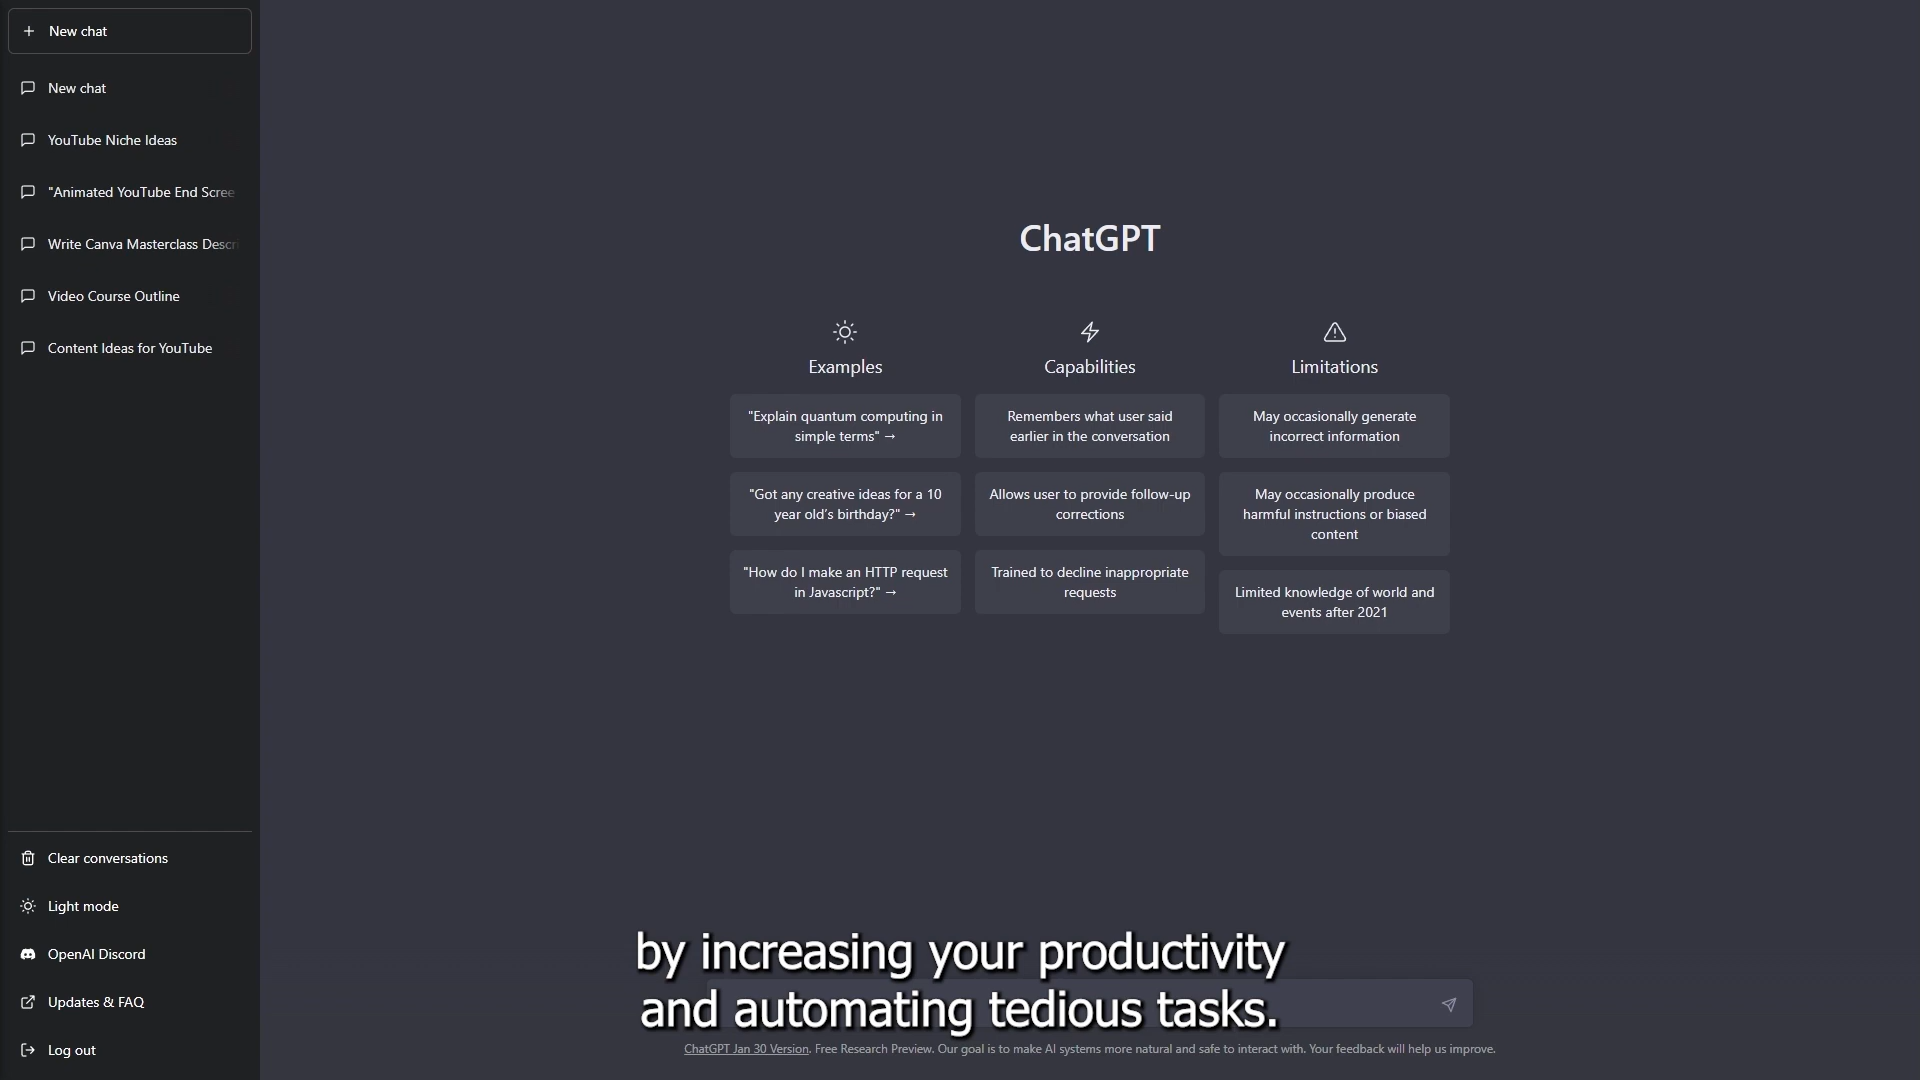 New chat
New chat
YouTube Niche Ideas
"Animated YouTube End Scree
Write Canva Masterclass Descri
Video Course Outline
Content Ideas for YouTube
Clear conversations
Light mode
OpenAI Discord
Updates & FAQ
Log out
ChatGPT
Examples
"Explain quantum computing in
simple terms" →
"Got any creative ideas for a 10
year old's birthday?" →
"How do I make an HTTP request
in Javascript?" →
Capabilities
Remembers what user said
earlier in the conversation
Allows user to provide follow-up
corrections
Trained to decline inappropriate
requests
Limitations
May occasionally generate
incorrect information
May occasionally produce
harmful instructions or biased
content
Limited knowledge of world and
events after 2021
by increasing your productivity
and automating tedious tasks.
ChatGPT Jan 30 Version. Free Research Preview. Our goal is to make AI systems more natural and safe to interact with. Your feedback will help us improve.